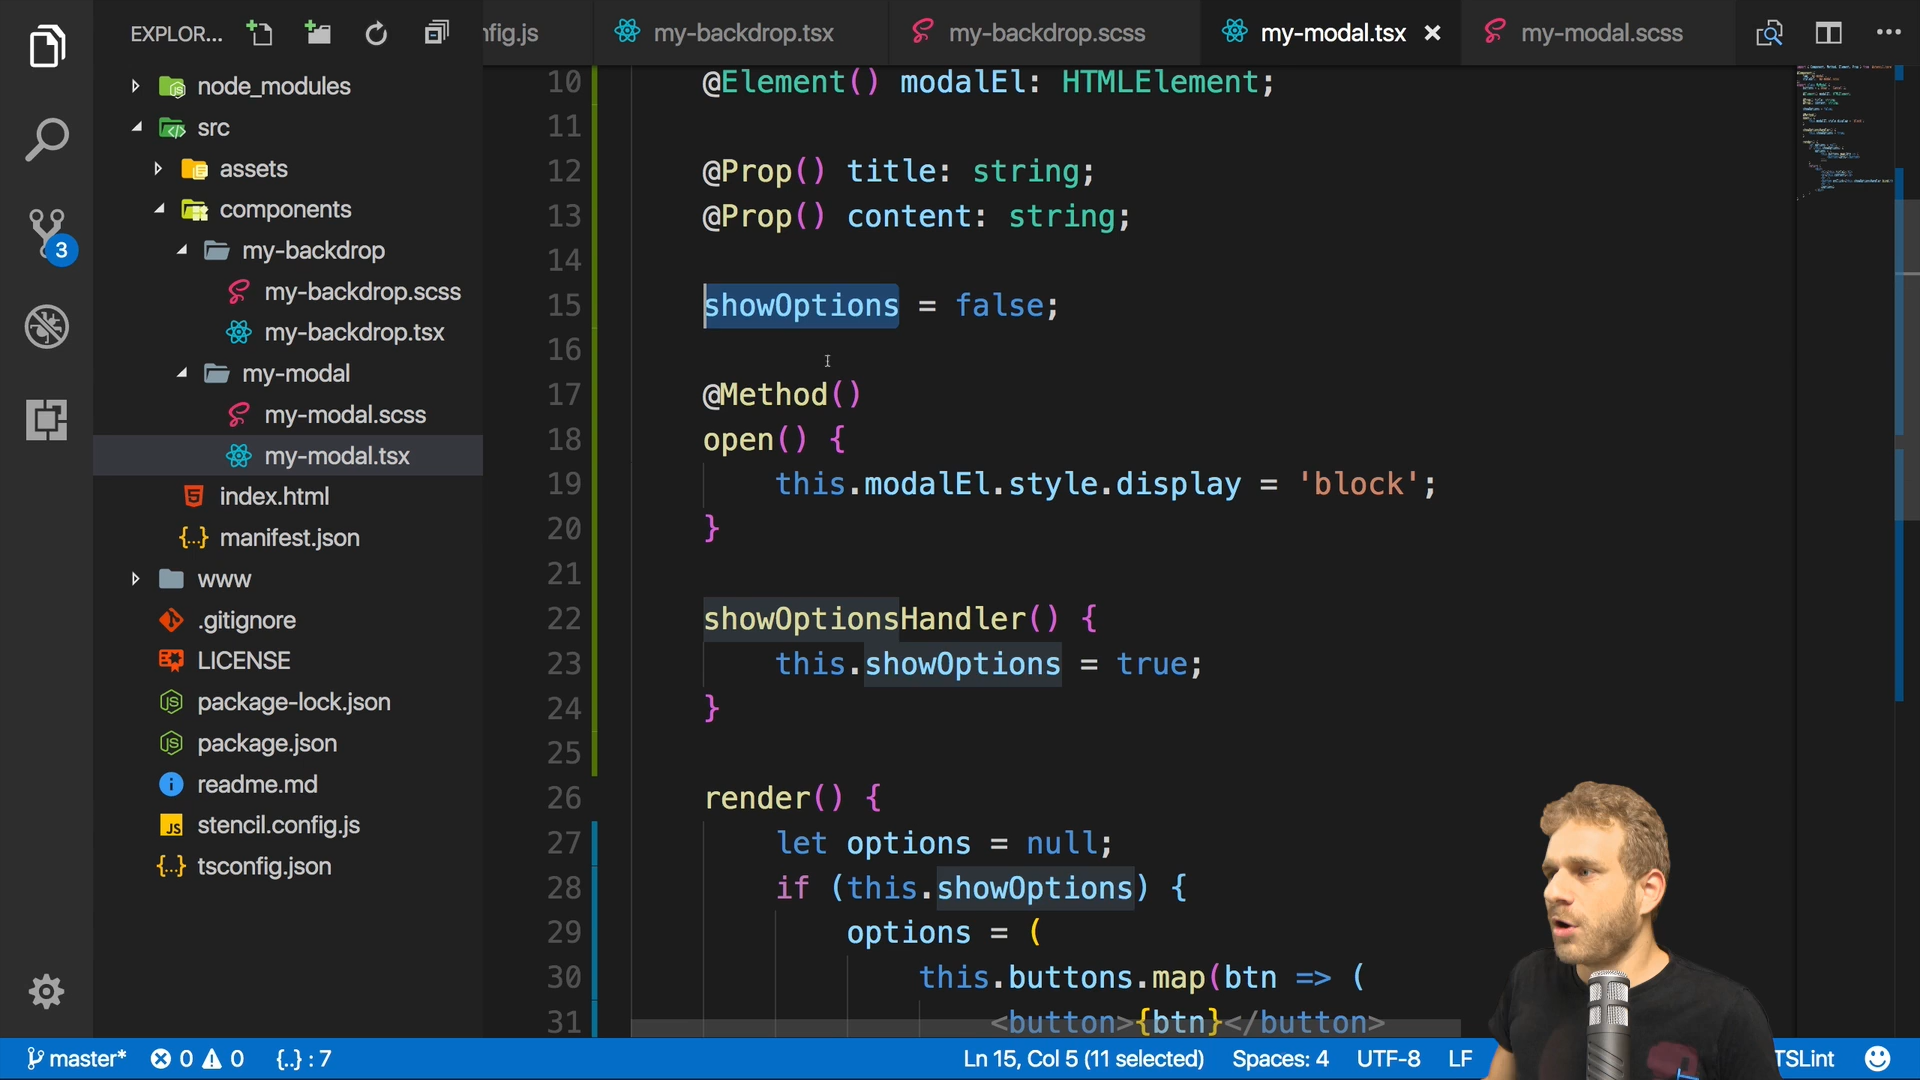 EXPLOR...
nfig.js
my-backdrop.tsx
my-backdrop.scss
my-modal.tsx
my-modal.scss
node_modules
src
assets
components
my-backdrop
my-backdrop.scss
my-backdrop.tsx
my-modal
my-modal.scss
my-modal.tsx
index.html
manifest.json
www
.gitignore
LICENSE
package-lock.json
package.json
readme.md
stencil.config.js
tsconfig.json
3
10 @Element() modalEl: HTMLElement;
11
12 @Prop() title: string;
13 @Prop() content: string;
14
15 showOptions = false;
16
17 @Method()
18 open() {
19 this.modalEl.style.display = 'block';
20 }
21
22 showOptionsHandler() {
23 this.showOptions = true;
24 }
25
26 render() {
27 let options = null;
28 if (this.showOptions) {
29 options = (
30 this.buttons.map(btn => (
31 <button>{btn}</button>
master* 0 0 {..} : 7 Ln 15, Col 5 (11 selected) Spaces: 4 UTF-8 LF TSLint